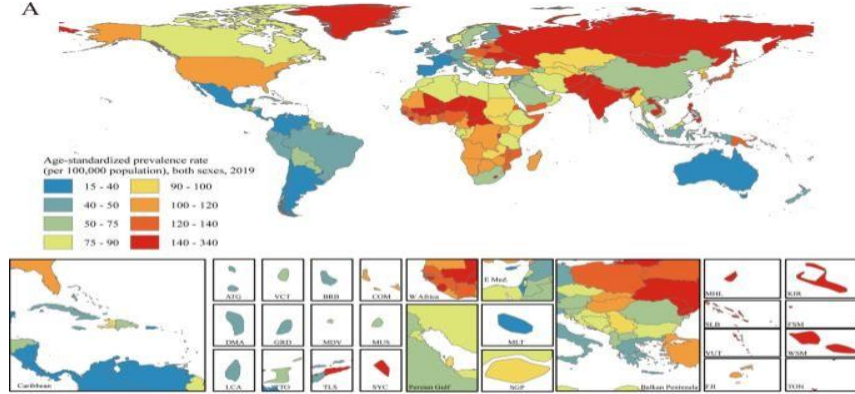 A
Age-standardized prevalence rate
(per 100,000 population), both sexes, 2019
15 - 40
90 - 100
40 - 50
100 - 120
50 - 75
120 - 140
75 - 90
140 - 340
ATG
VCT
BRB
COM
W Africa
E Med.
MHL
KIR
SLB
FSM
DMA
GRD
MDV
MUS
MLT
VUT
WSM
Caribbean
LCA
TTO
TLS
SYC
Persian Gulf
SGP
Balkan Peninsula
FJI
TON